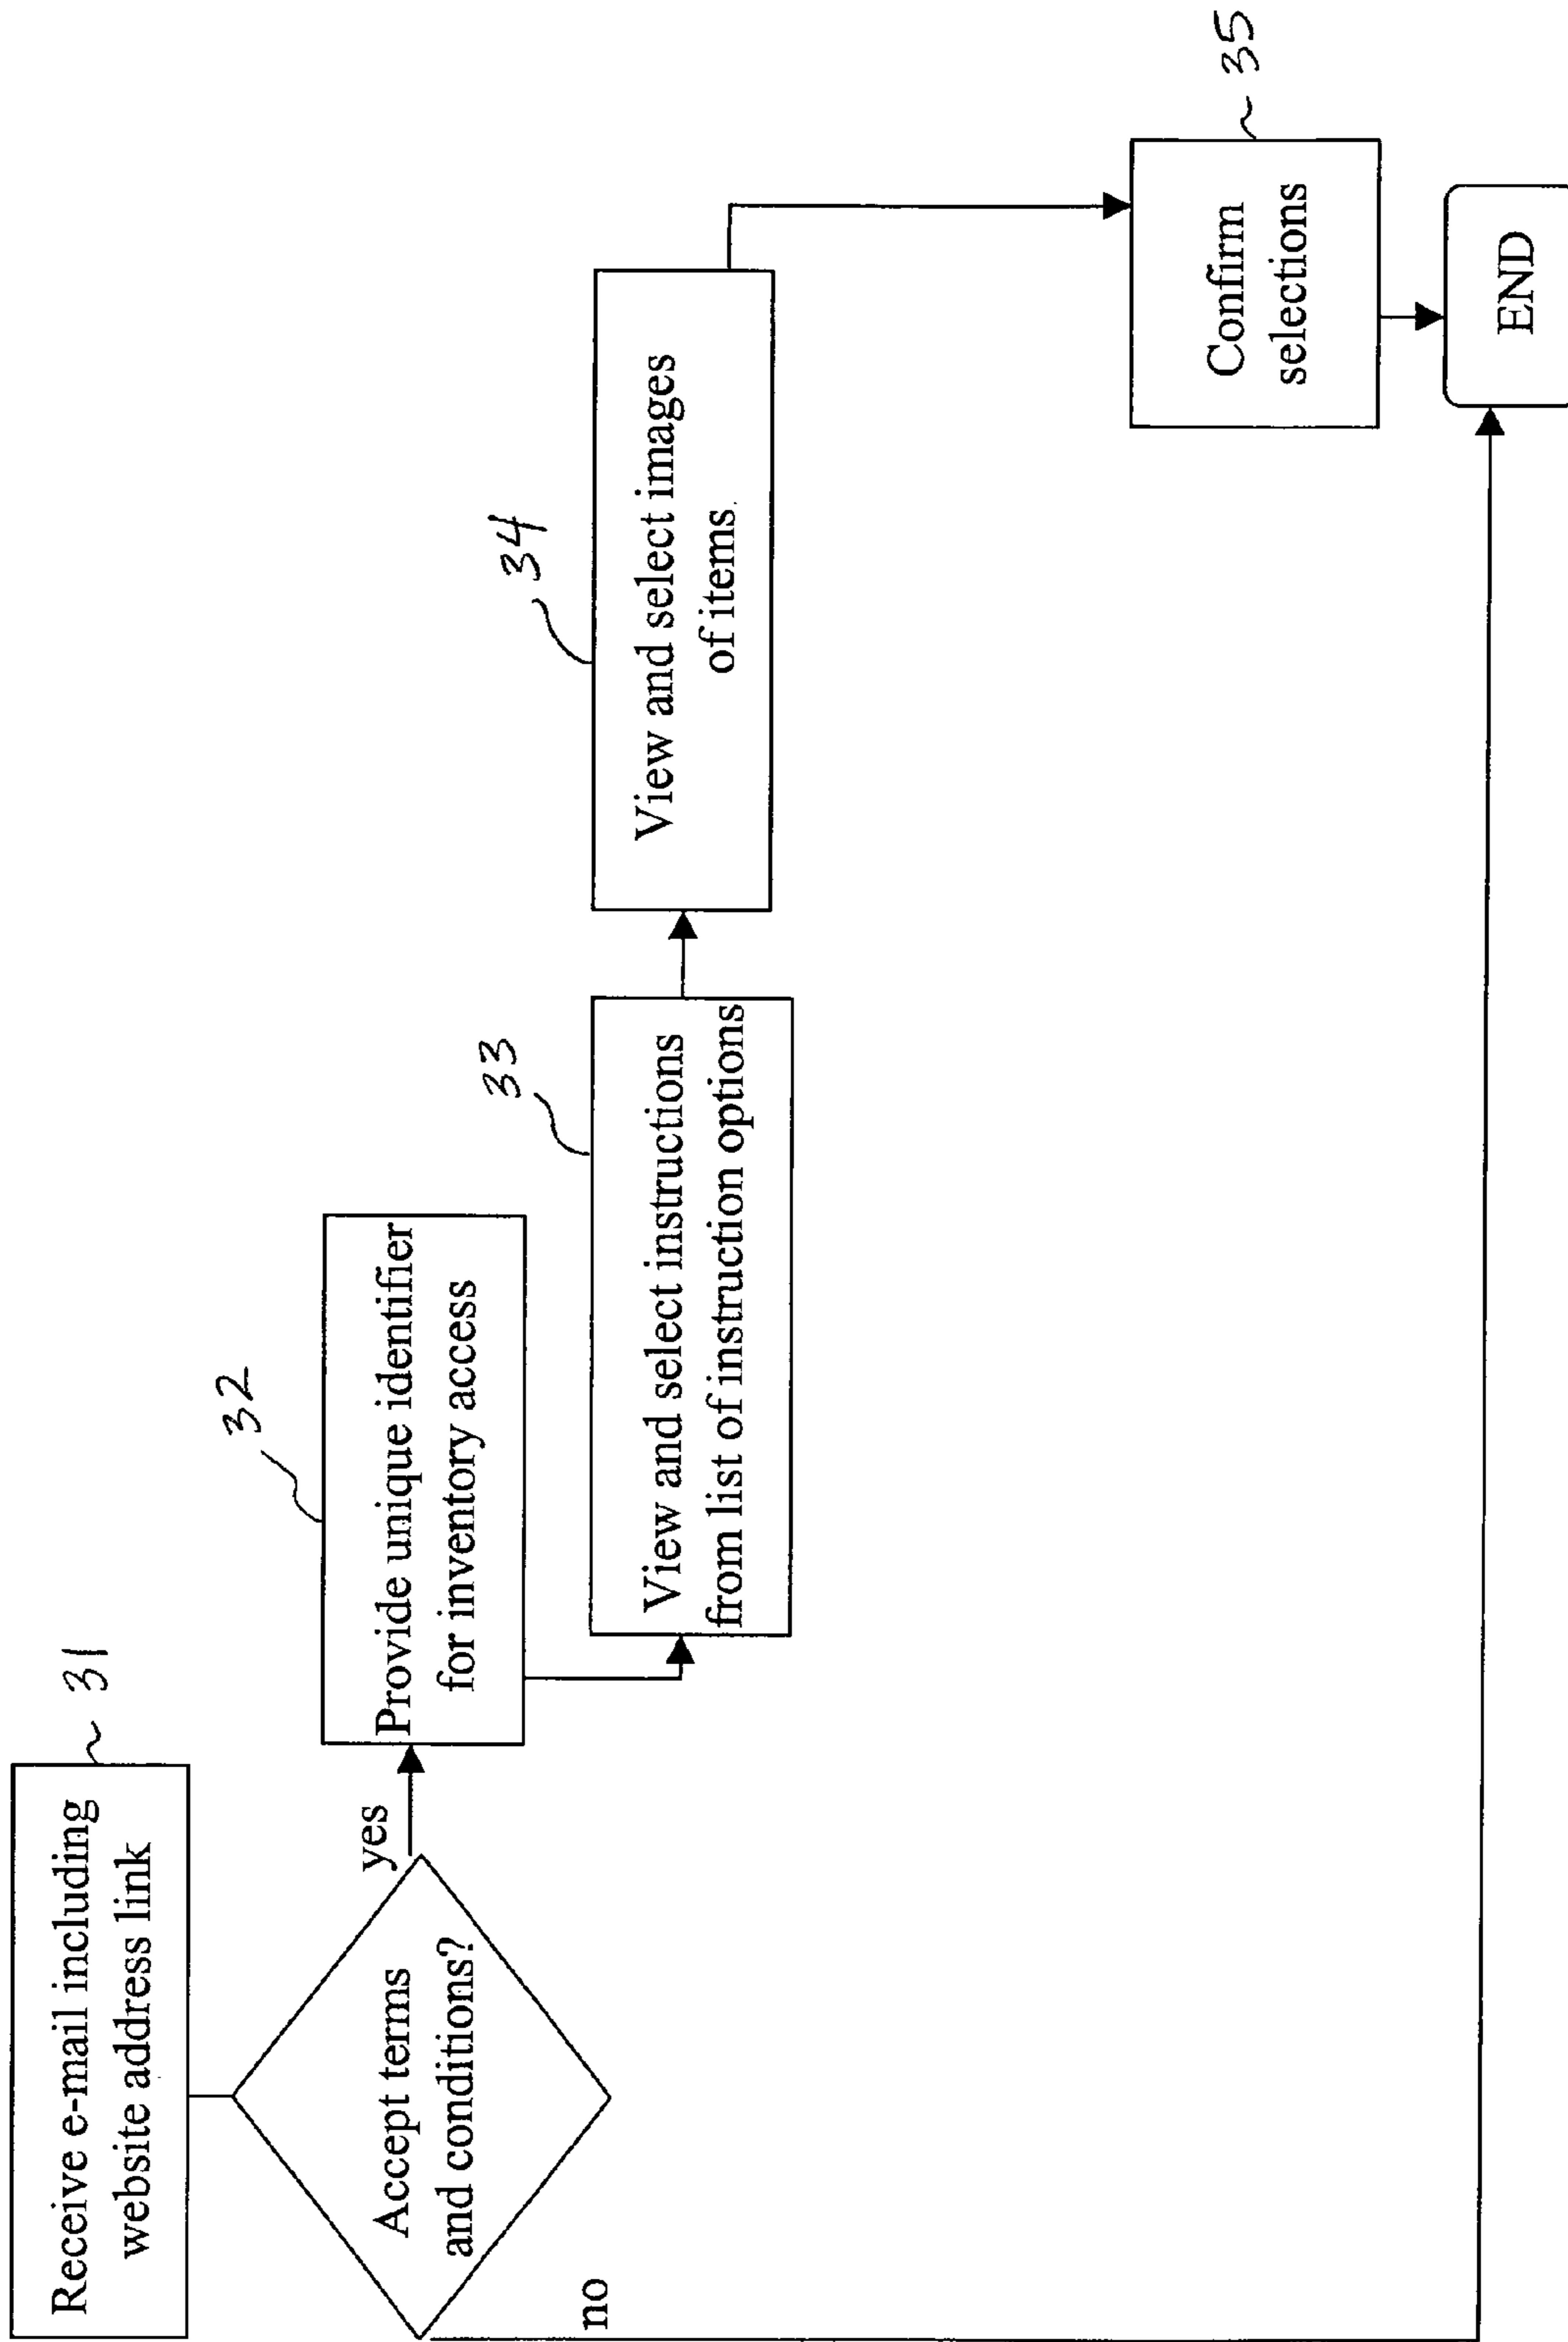 Receive e-mail including
website address link
31
Accept terms
and conditions?
yes
no
32
Provide unique identifier
for inventory access
33
View and select instructions
from list of instruction options
34
View and select images
of items.
35
Confirm
selections
END